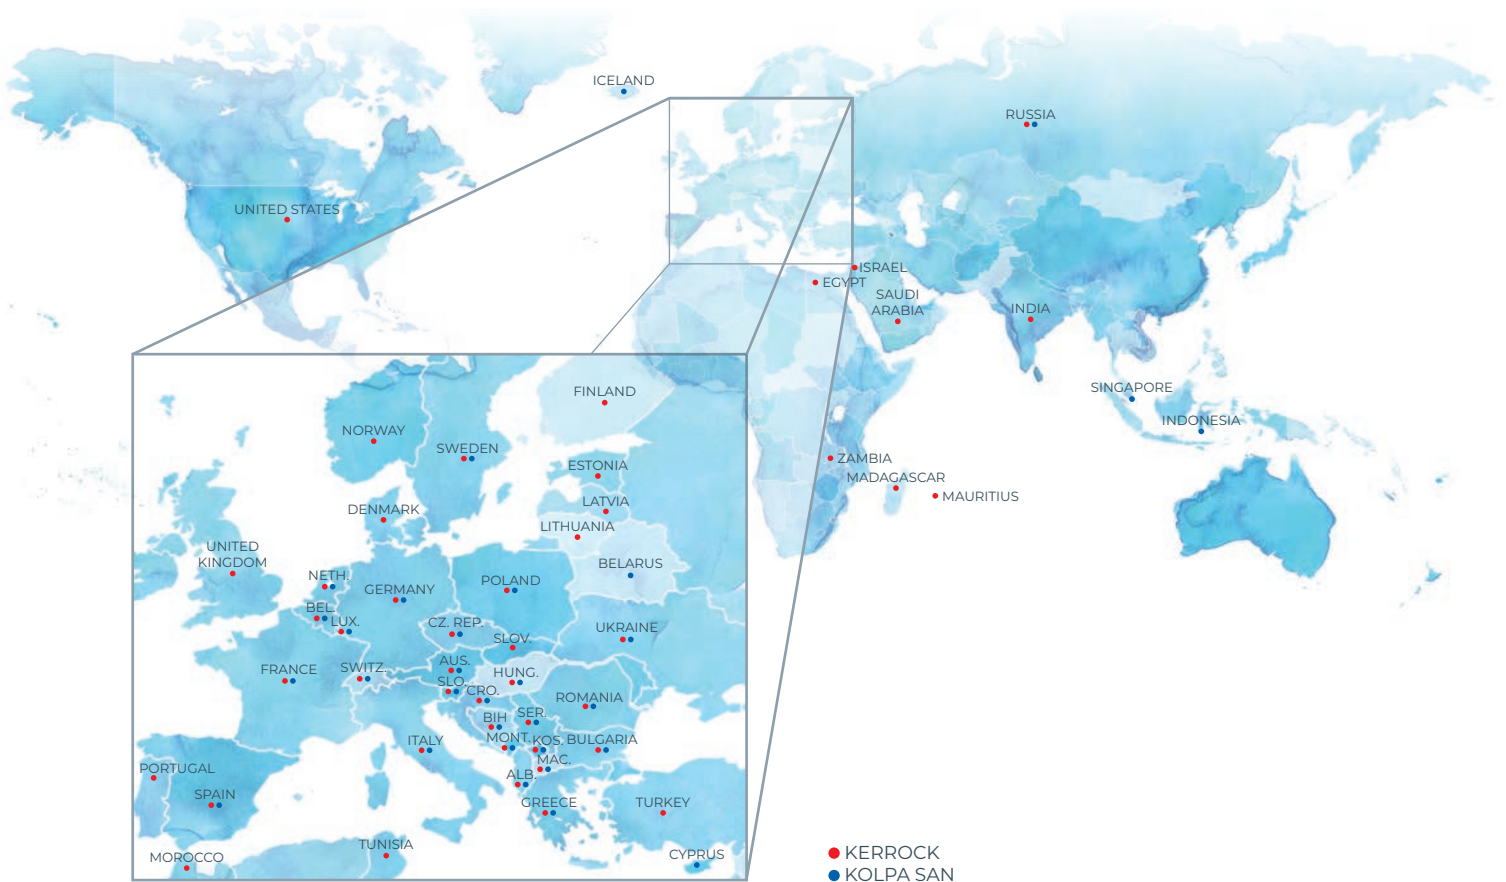 ICELAND
RUSSIA
UNITED STATES
ISRAEL
EGYPT
SAUDI
ARABIA
INDIA
SINGAPORE
INDONESIA
ZAMBIA
MADAGASCAR
MAURITIUS
FINLAND
NORWAY
SWEDEN
ESTONIA
LATVIA
DENMARK
LITHUANIA
UNITED
KINGDOM
BELARUS
NETH.
GERMANY
POLAND
BEL.
LUX.
CZ. REP.
UKRAINE
SLOV.
FRANCE
SWITZ.
AUS.
HUNG.
SLO.
CRO.
ROMANIA
BIH
SER.
ITALY
MONT.
KOS.
BULGARIA
MAC.
PORTUGAL
ALB.
SPAIN
GREECE
TURKEY
TUNISIA
MOROCCO
CYPRUS
KERROCK
KOLPA SAN